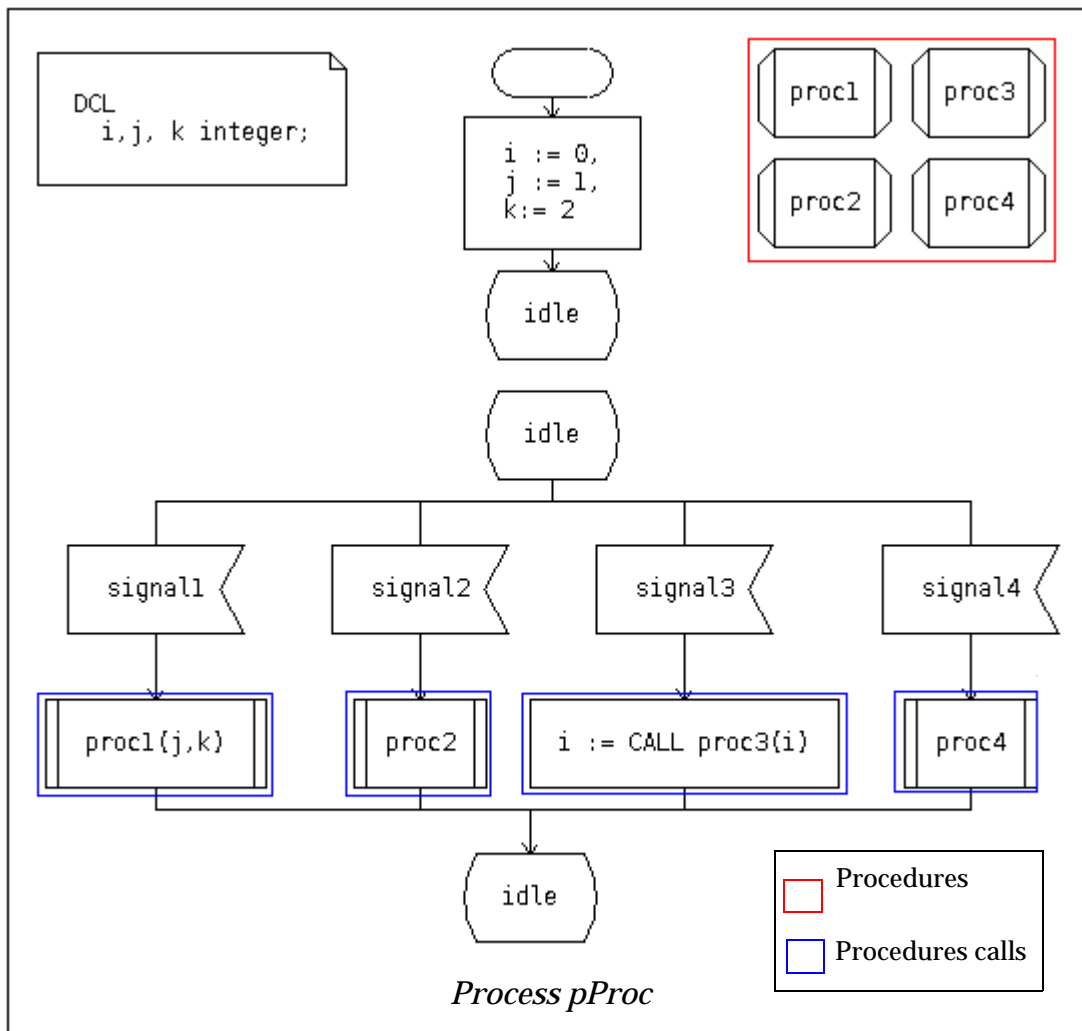 DCL
i,j, k integer;
i := 0,
j := 1,
k:= 2
proc1
proc3
proc2
proc4
idle
idle
signal1
signal2
signal3
signal4
proc1(j,k)
proc2
i := CALL proc3(i)
proc4
idle
Procedures
Procedures calls
Process pProc